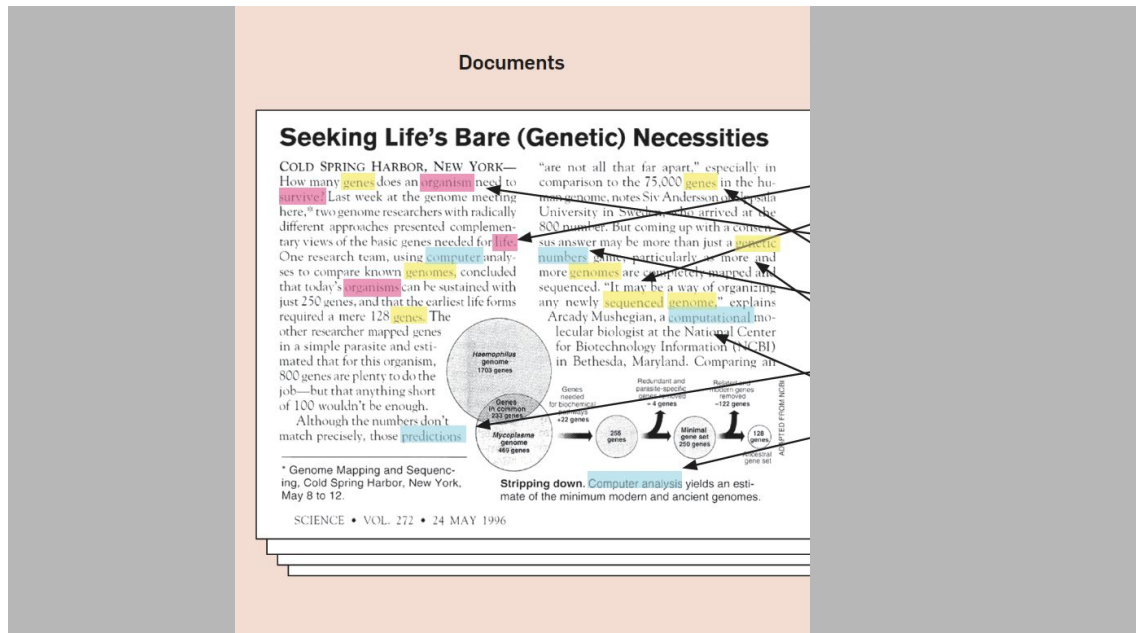 Documents
Seeking Life's Bare (Genetic) Necessities
COLD SPRING HARBOR, NEW YORK—
How many genes does an organism need to
survive? Last week at the genome meeting
here,* two genome researchers with radically
different approaches presented complemen-
tary views of the basic genes needed for life.
One research team, using computer analy-
ses to compare known genomes, concluded
that today's organisms can be sustained with
just 250 genes, and that the earliest life forms
required a mere 128 genes. The
other researcher mapped genes
in a simple parasite and esti-
mated that for this organism,
800 genes are plenty to do the
job—but that anything short
of 100 wouldn't be enough.
Although the numbers don't
match precisely, those predictions
* Genome Mapping and Sequenc-
ing, Cold Spring Harbor, New York,
May 8 to 12.
"are not all that far apart," especially in
comparison to the 75,000 genes in the hu-
man genome, notes Siv Andersson of Uppsala
University in Sweden, who arrived at the
800 number. But coming up with a consen-
sus answer may be more than just a genetic
numbers game, particularly as more and
more genomes are completely mapped and
sequenced. "It may be a way of organizing
any newly sequenced genome," explains
Arcady Mushegian, a computational mo-
lecular biologist at the National Center
for Biotechnology Information (NCBI)
in Bethesda, Maryland. Comparing an
Haemophilus
genome
1703 genes
Genes
in common
233 genes
Mycoplasma
genome
469 genes
Genes
needed
for biochemical
pathways
+22 genes
256
genes
Redundant and
parasite-specific
genes removed
– 4 genes
Minimal
gene set
250 genes
Related and
modern genes
removed
–122 genes
128
genes
Ancestral
gene set
ADAPTED FROM NCBI
Stripping down. Computer analysis yields an esti-
mate of the minimum modern and ancient genomes.
SCIENCE • VOL. 272 • 24 MAY 1996